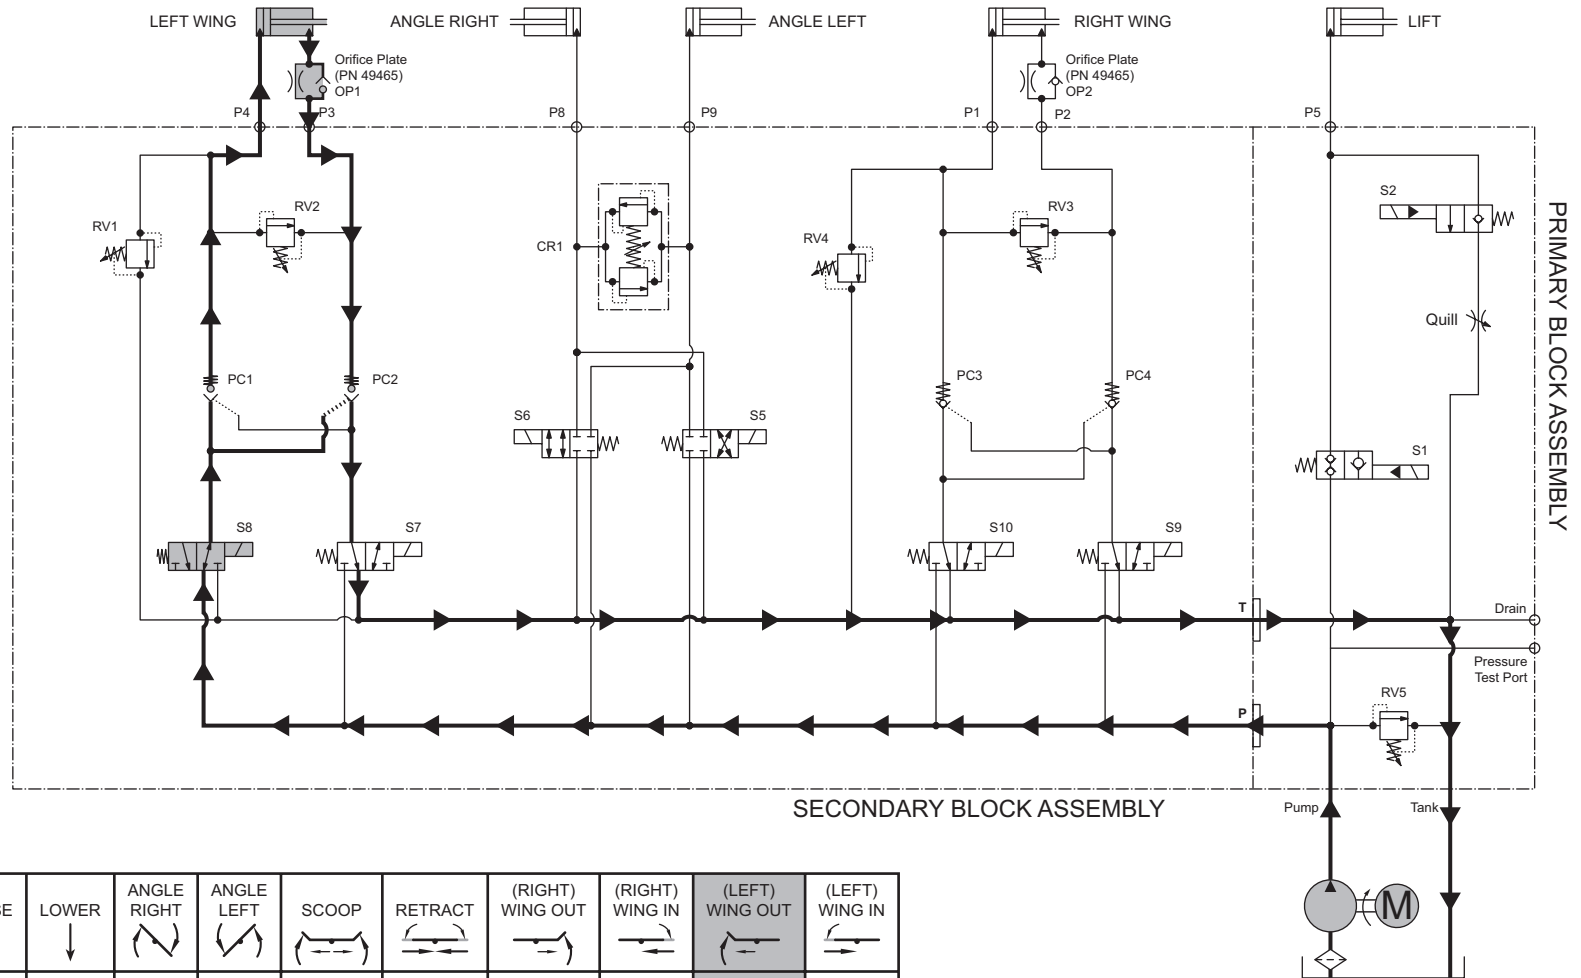 LEFT WING
ANGLE RIGHT
ANGLE LEFT
RIGHT WING
LIFT
Orifice Plate
(PN 49465)
OP1
Orifice Plate
(PN 49465)
OP2
P4
P3
P8
P9
P1
P2
P5
RV1
RV2
CR1
RV4
RV3
S2
Quill
PC1
PC2
PC3
PC4
S6
S5
S1
S8
S7
S10
S9
T
Drain
Pressure
Test Port
P
RV5
PRIMARY BLOCK ASSEMBLY
SECONDARY BLOCK ASSEMBLY
Pump
Tank
M
LOWER
ANGLE
RIGHT
ANGLE
LEFT
SCOOP
RETRACT
(RIGHT)
WING OUT
(RIGHT)
WING IN
(LEFT)
WING OUT
(LEFT)
WING IN